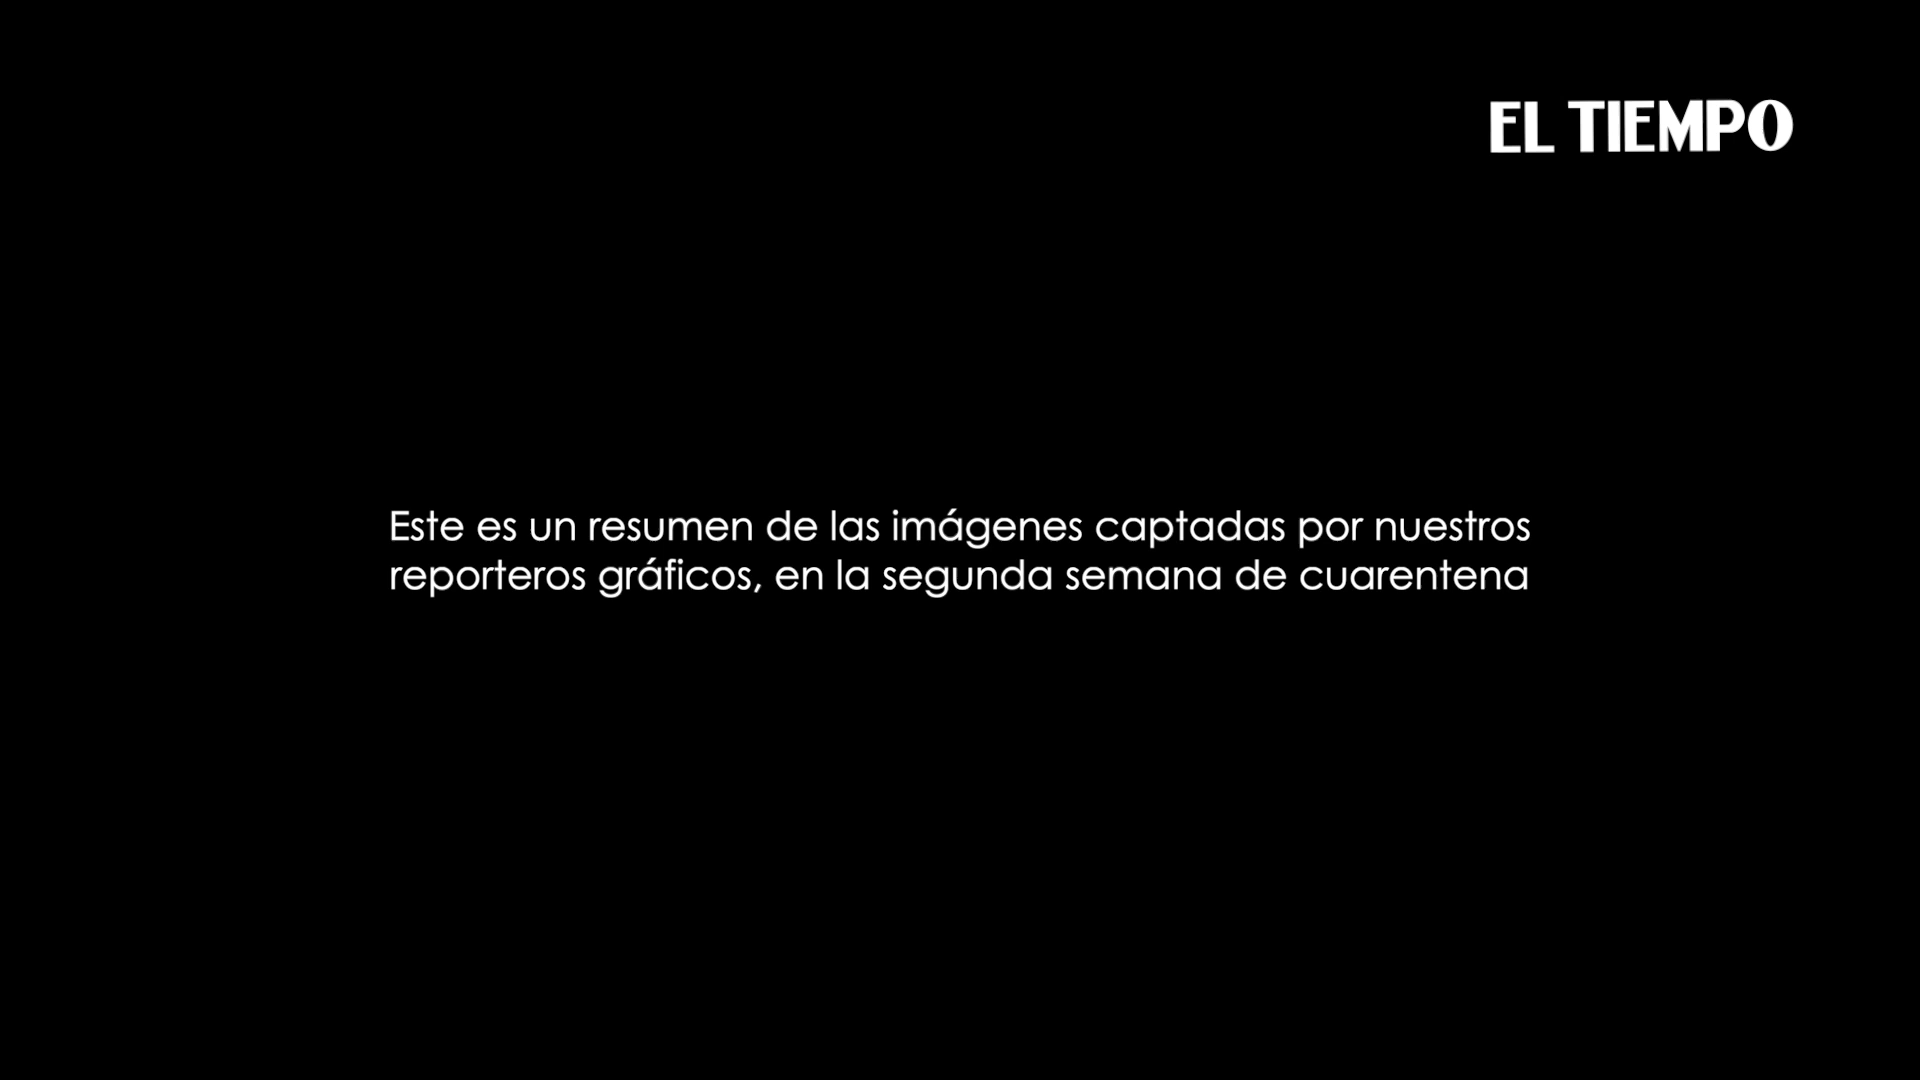 EL TIEMPO
Este es un resumen de las imágenes captadas por nuestros
reporteros gráficos, en la segunda semana de cuarentena